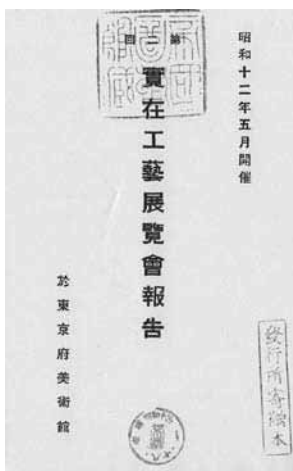 昭和十二年五月開催
第二回
實在工藝展覽會報告
於東京府美術館
發行所寄贈本